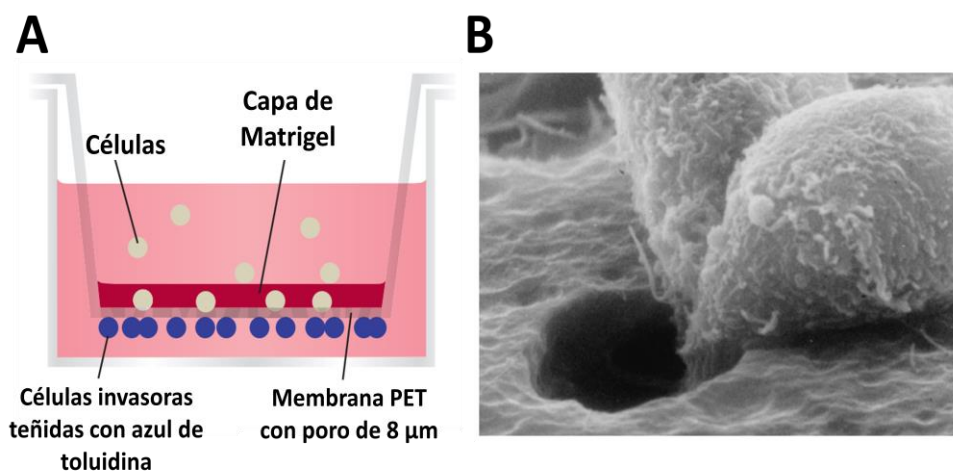 A
B
Células
Capa de
Matrigel
Células invasoras
teñidas con azul de
toluidina
Membrana PET
con poro de 8 µm